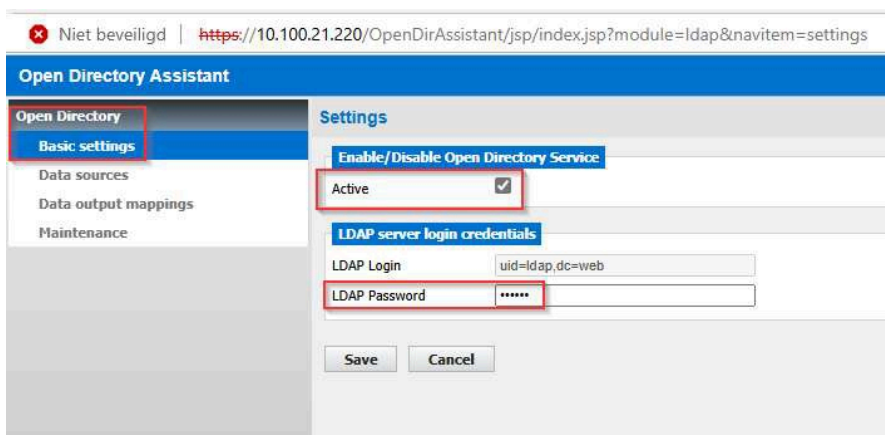 Niet beveiligd | https://10.100.21.220/OpenDirAssistant/jsp/index.jsp?module=ldap&navitem=settings
Open Directory Assistant
Open Directory
Basic settings
Data sources
Data output mappings
Maintenance
Settings
Enable/Disable Open Directory Service
Active
LDAP server login credentials
LDAP Login uid=ldap,dc=web
LDAP Password ••••••
Save Cancel